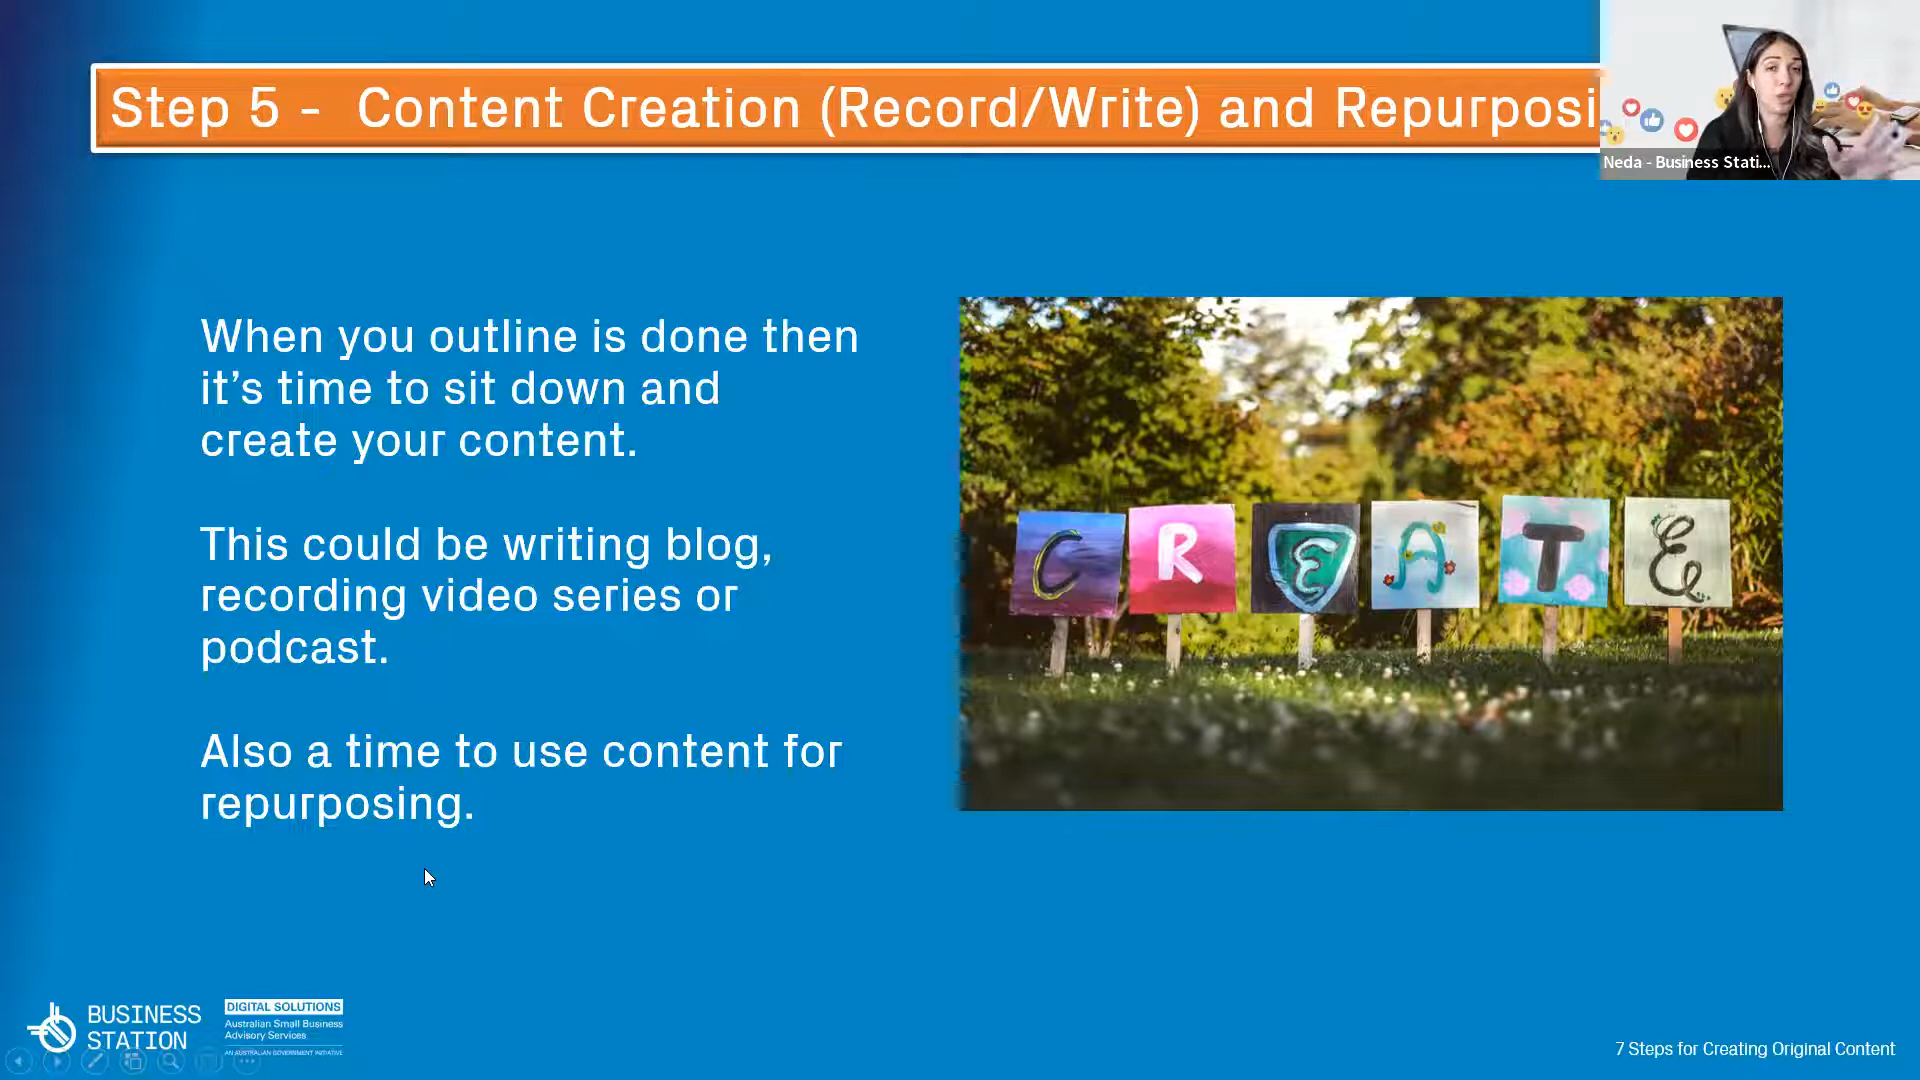 Step 5 -  Content Creation (Record/Write) and Repurposi
Neda - Business Stati...
When you outline is done then
it’s time to sit down and
create your content.
This could be writing blog,
recording video series or
podcast.
Also a time to use content for
repurposing.
C R E A T E
BUSINESS
STATION
DIGITAL SOLUTIONS
Australian Small Business
Advisory Services
AN AUSTRALIAN GOVERNMENT INITIATIVE
7 Steps for Creating Original Content